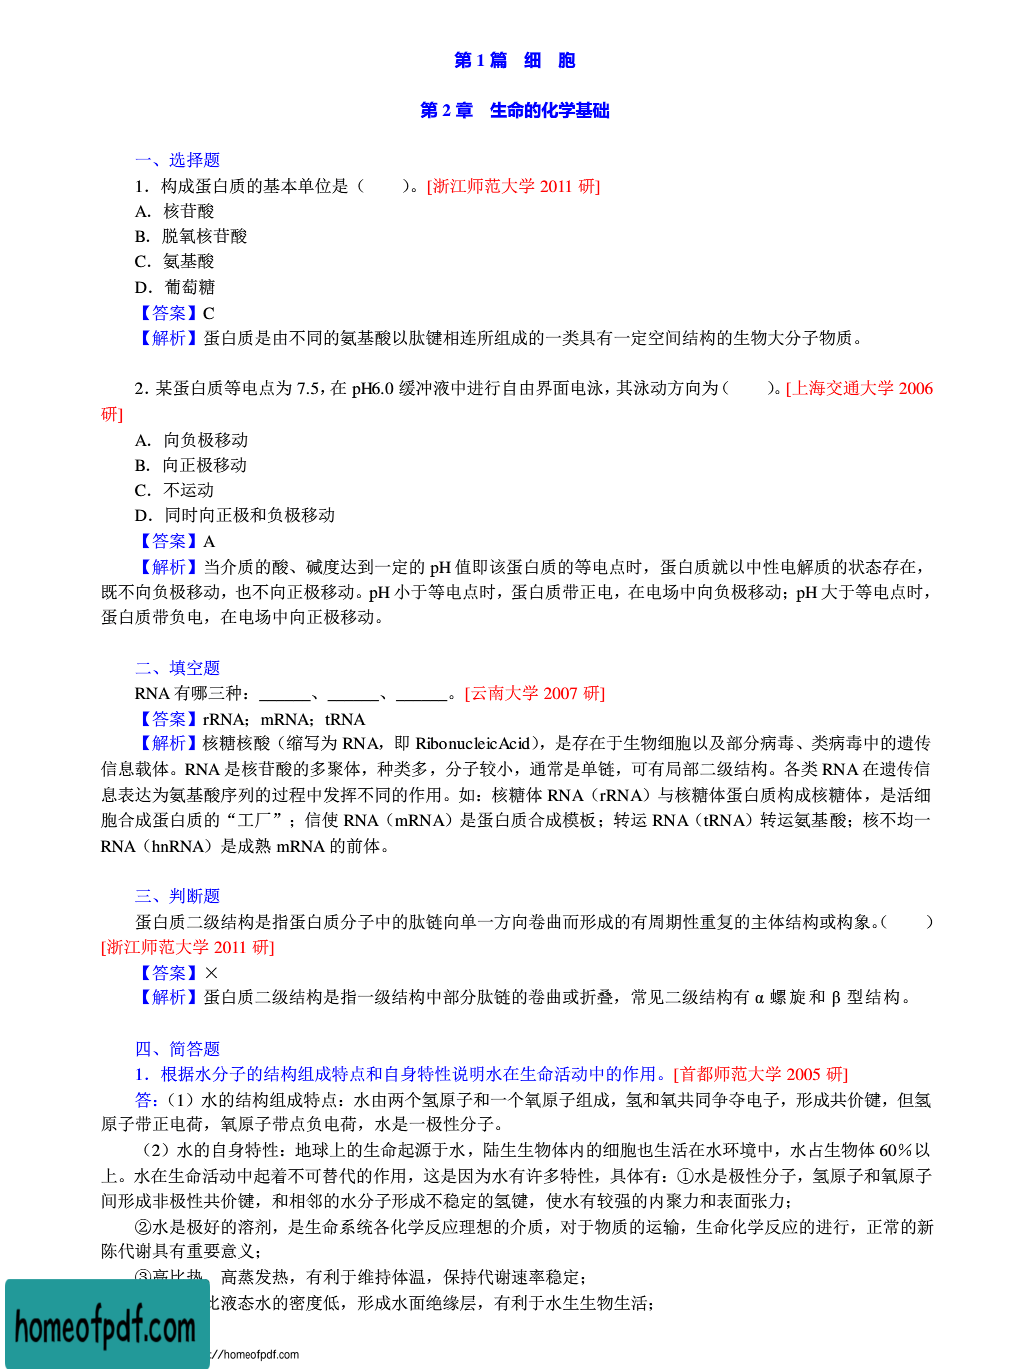 第 1 篇　细　胞
第 2 章　生命的化学基础
一、选择题
1．构成蛋白质的基本单位是（　　）。[浙江师范大学 2011 研]
A．核苷酸
B．脱氧核苷酸
C．氨基酸
D．葡萄糖
【答案】C
【解析】蛋白质是由不同的氨基酸以肽键相连所组成的一类具有一定空间结构的生物大分子物质。
2．某蛋白质等电点为 7.5，在 pH6.0 缓冲液中进行自由界面电泳，其泳动方向为（　　）。[上海交通大学 2006
研]
A．向负极移动
B．向正极移动
C．不运动
D．同时向正极和负极移动
【答案】A
【解析】当介质的酸、碱度达到一定的 pH 值即该蛋白质的等电点时，蛋白质就以中性电解质的状态存在，
既不向负极移动，也不向正极移动。pH 小于等电点时，蛋白质带正电，在电场中向负极移动；pH 大于等电点时，
蛋白质带负电，在电场中向正极移动。
二、填空题
RNA 有哪三种：______、______、______。[云南大学 2007 研]
【答案】rRNA；mRNA；tRNA
【解析】核糖核酸（缩写为 RNA，即 RibonucleicAcid），是存在于生物细胞以及部分病毒、类病毒中的遗传
信息载体。RNA 是核苷酸的多聚体，种类多，分子较小，通常是单链，可有局部二级结构。各类 RNA 在遗传信
息表达为氨基酸序列的过程中发挥不同的作用。如：核糖体 RNA（rRNA）与核糖体蛋白质构成核糖体，是活细
胞合成蛋白质的“工厂”；信使 RNA（mRNA）是蛋白质合成模板；转运 RNA（tRNA）转运氨基酸；核不均一
RNA（hnRNA）是成熟 mRNA 的前体。
三、判断题
蛋白质二级结构是指蛋白质分子中的肽链向单一方向卷曲而形成的有周期性重复的主体结构或构象。（　　）
[浙江师范大学 2011 研]
【答案】×
【解析】蛋白质二级结构是指一级结构中部分肽链的卷曲或折叠，常见二级结构有 α 螺旋和 β 型结构。
四、简答题
1．根据水分子的结构组成特点和自身特性说明水在生命活动中的作用。[首都师范大学 2005 研]
答：（1）水的结构组成特点：水由两个氢原子和一个氧原子组成，氢和氧共同争夺电子，形成共价键，但氢
原子带正电荷，氧原子带点负电荷，水是一极性分子。
（2）水的自身特性：地球上的生命起源于水，陆生生物体内的细胞也生活在水环境中，水占生物体 60％以
上。水在生命活动中起着不可替代的作用，这是因为水有许多特性，具体有：①水是极性分子，氢原子和氧原子
间形成非极性共价键，和相邻的水分子形成不稳定的氢键，使水有较强的内聚力和表面张力；
②水是极好的溶剂，是生命系统各化学反应理想的介质，对于物质的运输，生命化学反应的进行，正常的新
陈代谢具有重要意义；
③高比热、高蒸发热，有利于维持体温，保持代谢速率稳定；
比液态水的密度低，形成水面绝缘层，有利于水生生物生活；
homeofpdf.com
://homeofpdf.com